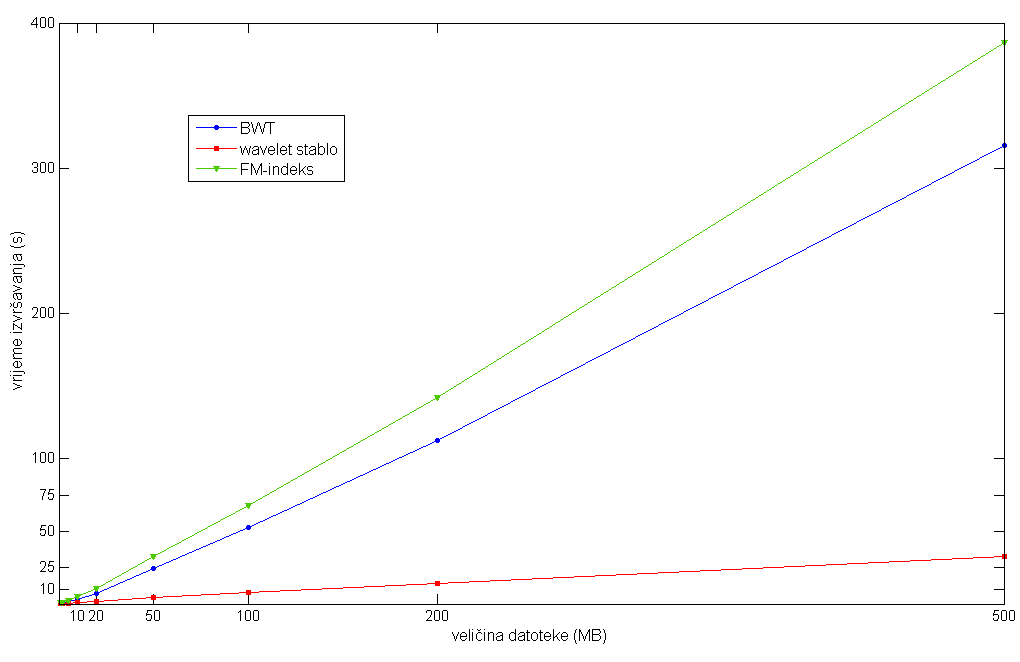 400
300
200
100
75
50
25
10
vrijeme izvršavanja (s)
BWT
wavelet stablo
FM-indeks
10 20 50 100 200 500
veličina datoteke (MB)